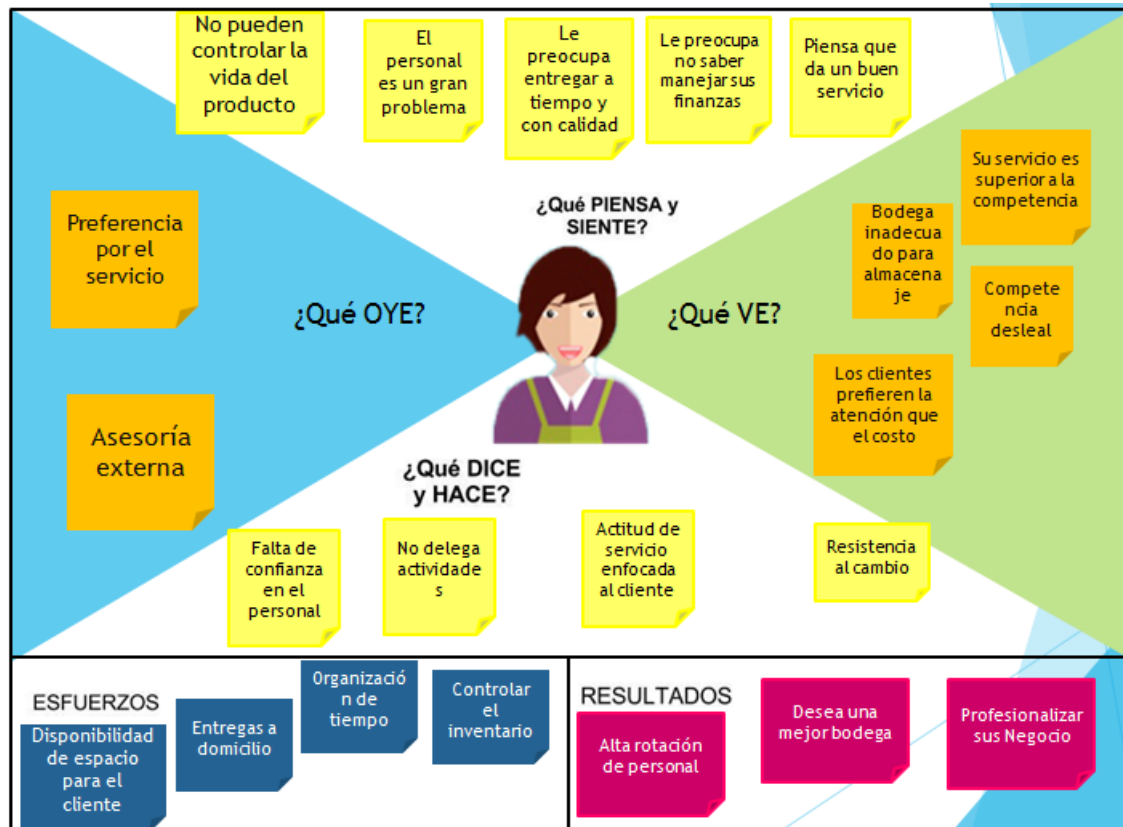 No pueden
controlar la
vida del
producto
El
personal
es un gran
problema
Le
preocupa
entregar a
tiempo y
con calidad
Le preocupa
no saber
manejar sus
finanzas
Piensa que
da un buen
servicio
¿Qué PIENSA y
SIENTE?
Preferencia
por el
servicio
Asesoría
externa
¿Qué OYE?
¿Qué VE?
Su servicio es
superior a la
competencia
Bodega
inadecua
do para
almacena
je
Compete
ncia
desleal
Los clientes
prefieren la
atención que
el costo
¿Qué DICE
y HACE?
Falta de
confianza
en el
personal
No delega
actividade
s
Actitud de
servicio
enfocada
al cliente
Resistencia
al cambio
ESFUERZOS
Disponibilidad
de espacio
para el
cliente
Entregas a
domicilio
Organizació
n de
tiempo
Controlar
el
inventario
RESULTADOS
Alta rotación
de personal
Desea una
mejor bodega
Profesionalizar
sus Negocio